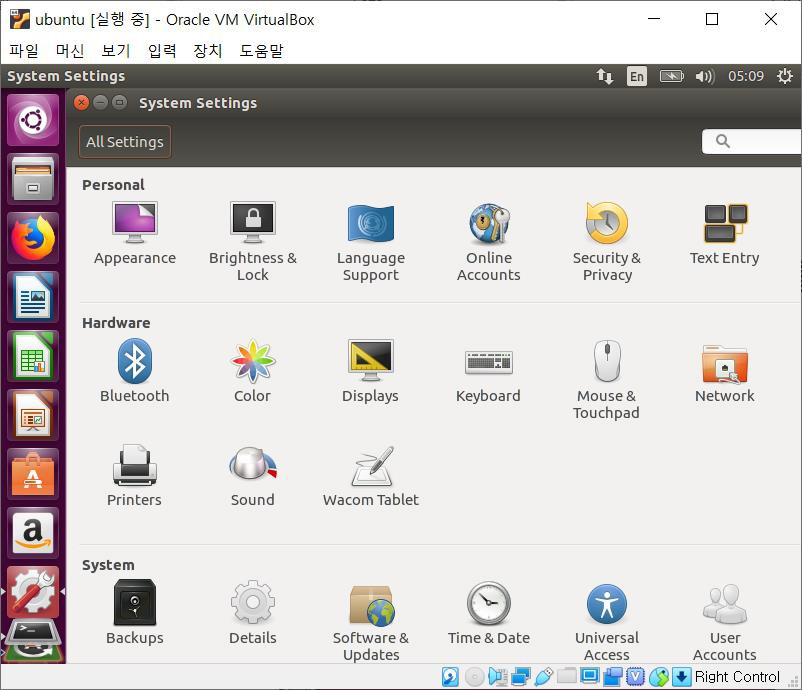 ubuntu [실행 중] - Oracle VM VirtualBox
파일 머신 보기 입력 장치 도움말
System Settings En 05:09
System Settings
All Settings
Personal
Appearance Brightness & Lock Language Support Online Accounts Security & Privacy Text Entry
Hardware
Bluetooth Color Displays Keyboard Mouse & Touchpad Network
Printers Sound Wacom Tablet
System
Backups Details Software & Updates Time & Date Universal Access User Accounts
Right Control